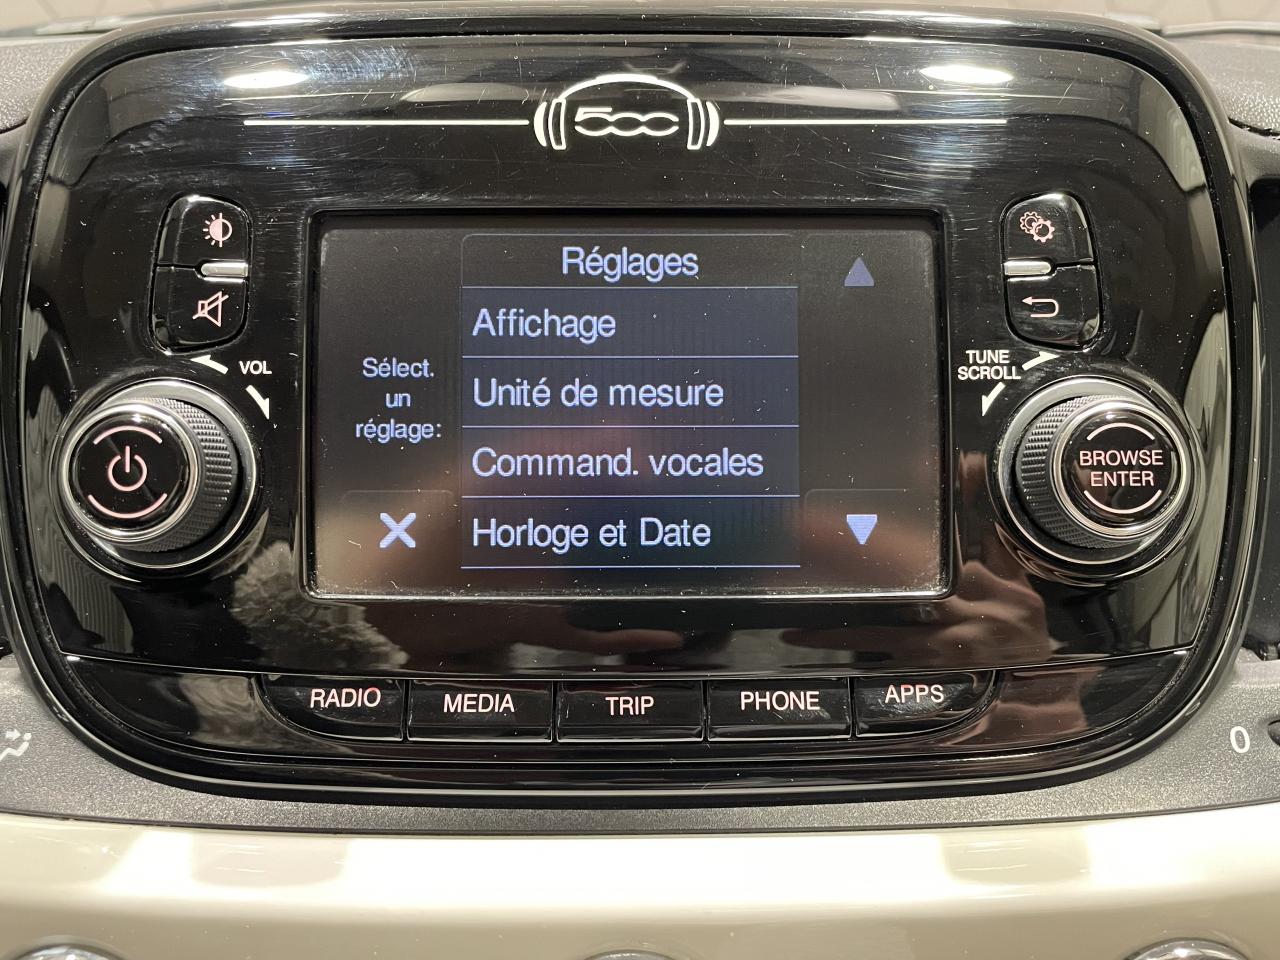 500
VOL
TUNE
SCROLL
BROWSE
ENTER
Réglages
Affichage
Unité de mesure
Command. vocales
Horloge et Date
Sélect.
un
réglage:
RADIO
MEDIA
TRIP
PHONE
APPS
0